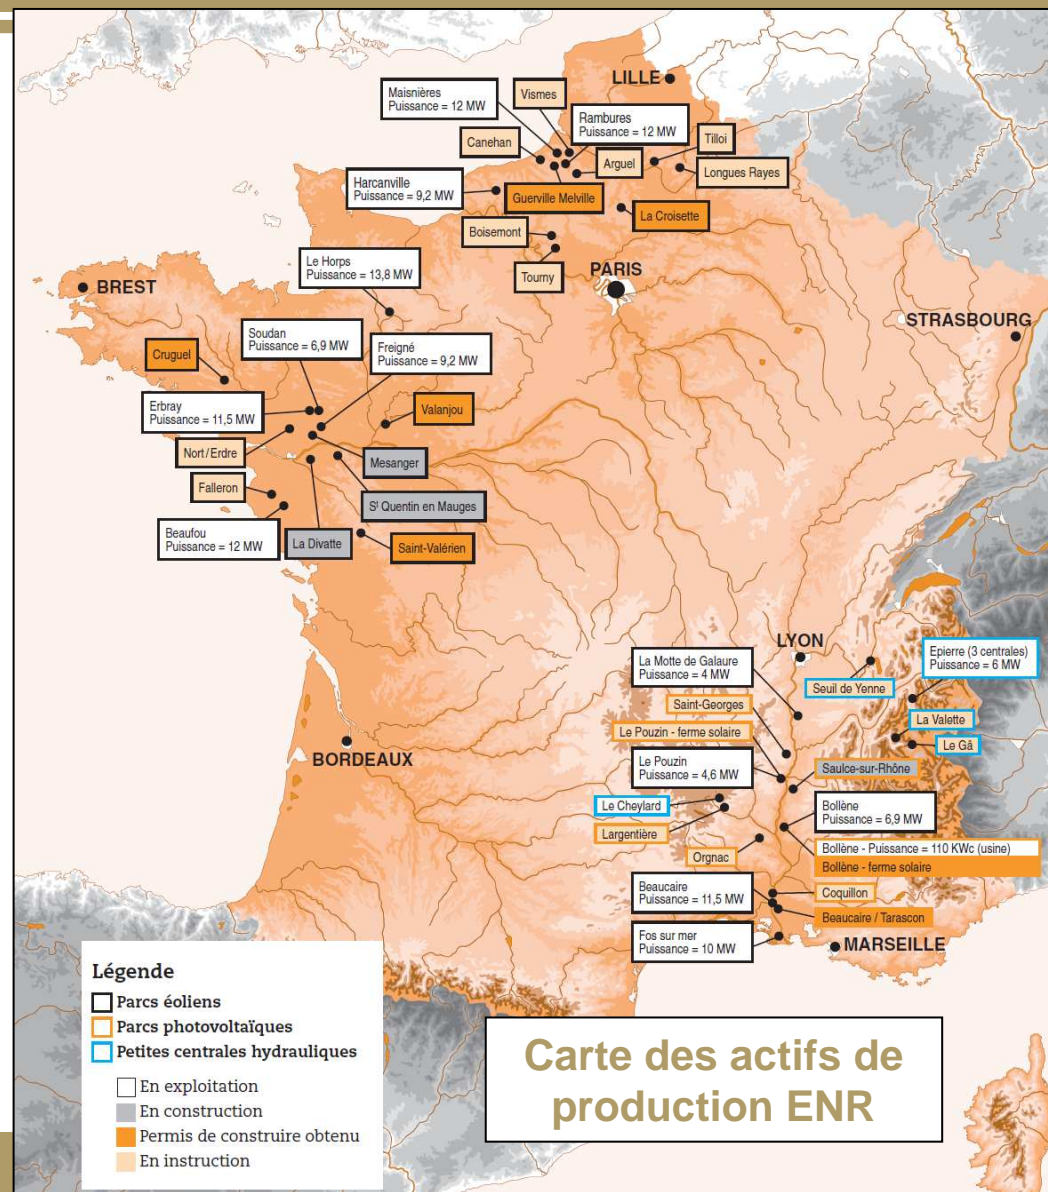 LILLE
Maisnières
Puissance = 12 MW
Vismes
Rambures
Puissance = 12 MW
Tilloi
Canehan
Arguel
Longues Rayes
Harcanville
Puissance = 9,2 MW
Guerville Melville
La Croisette
Boisemont
Tourny
PARIS
Le Horps
Puissance = 13,8 MW
BREST
STRASBOURG
Soudan
Puissance = 6,9 MW
Freigné
Puissance = 9,2 MW
Cruguel
Erbray
Puissance = 11,5 MW
Valanjou
Nort/Erdre
Mesanger
Falleron
St Quentin en Mauges
Beaufou
Puissance = 12 MW
La Divatte
Saint-Valérien
LYON
Epierre (3 centrales)
Puissance = 6 MW
La Motte de Galaure
Puissance = 4 MW
Seuil de Yenne
Saint-Georges
La Valette
Le Pouzin - ferme solaire
Le Gâ
BORDEAUX
Le Pouzin
Puissance = 4,6 MW
Saulce-sur-Rhône
Le Cheylard
Bollène
Puissance = 6,9 MW
Largentière
Bollène - Puissance = 110 KWc (usine)
Orgnac
Bollène - ferme solaire
Beaucaire
Puissance = 11,5 MW
Coquillon
Beaucaire / Tarascon
Fos sur mer
Puissance = 10 MW
MARSEILLE
Légende
Parcs éoliens
Parcs photovoltaïques
Petites centrales hydrauliques
En exploitation
En construction
Permis de construire obtenu
En instruction
Carte des actifs de
production ENR